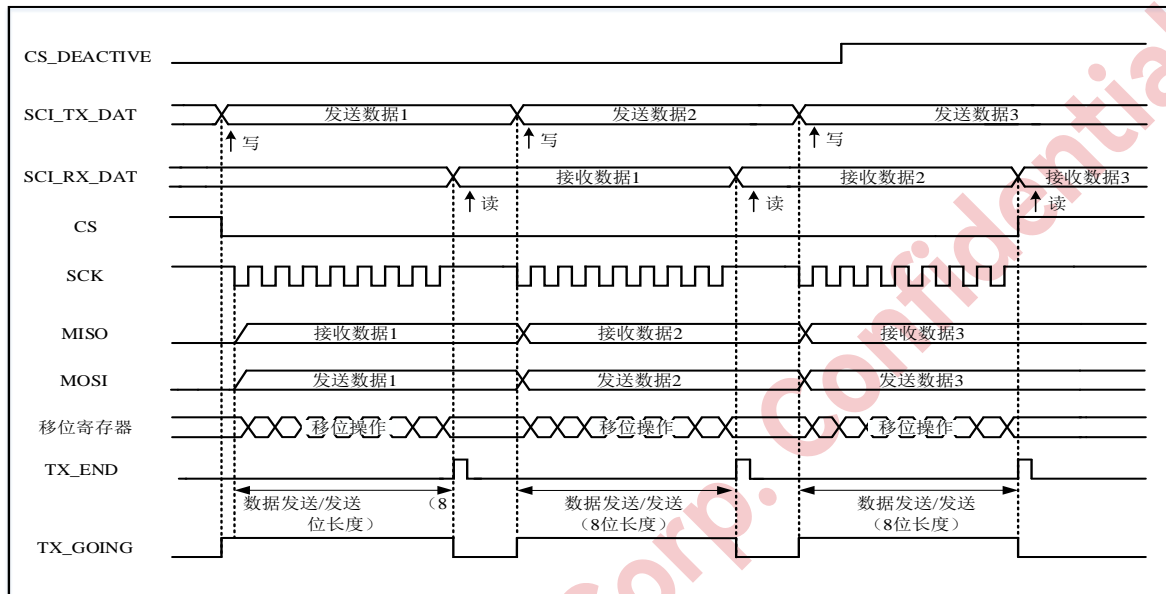 CS_DEACTIVE
SCI_TX_DAT
发送数据1
发送数据2
发送数据3
写
写
写
SCI_RX_DAT
接收数据1
接收数据2
接收数据3
读
读
读
CS
SCK
MISO
接收数据1
接收数据2
接收数据3
MOSI
发送数据1
发送数据2
发送数据3
移位寄存器
移位操作
移位操作
移位操作
TX_END
数据发送/发送 （8
位长度）
数据发送/发送
（8位长度）
数据发送/发送
（8位长度）
TX_GOING
Corp. Confidential